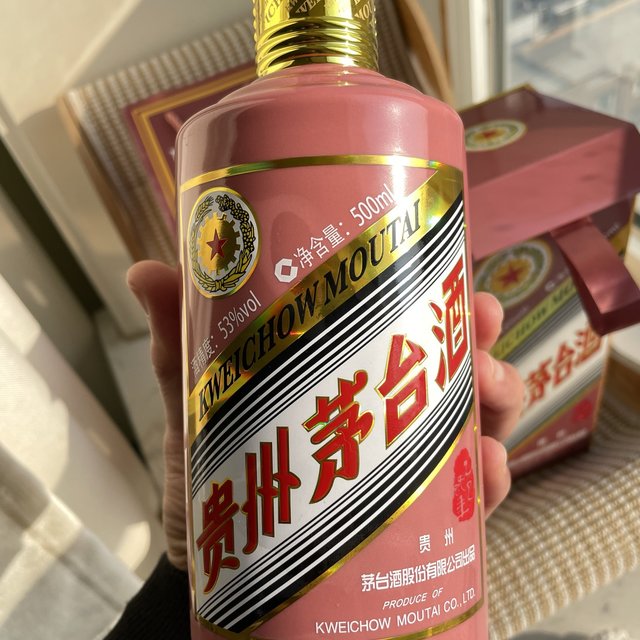 净含量：500ml
酒精度：53%vol
KWEICHOW MOUTAI
贵州茅台酒
贵州
茅台酒股份有限公司出品
PRODUCE OF
KWEICHOW MOUTAI CO., LTD.
茅台酒